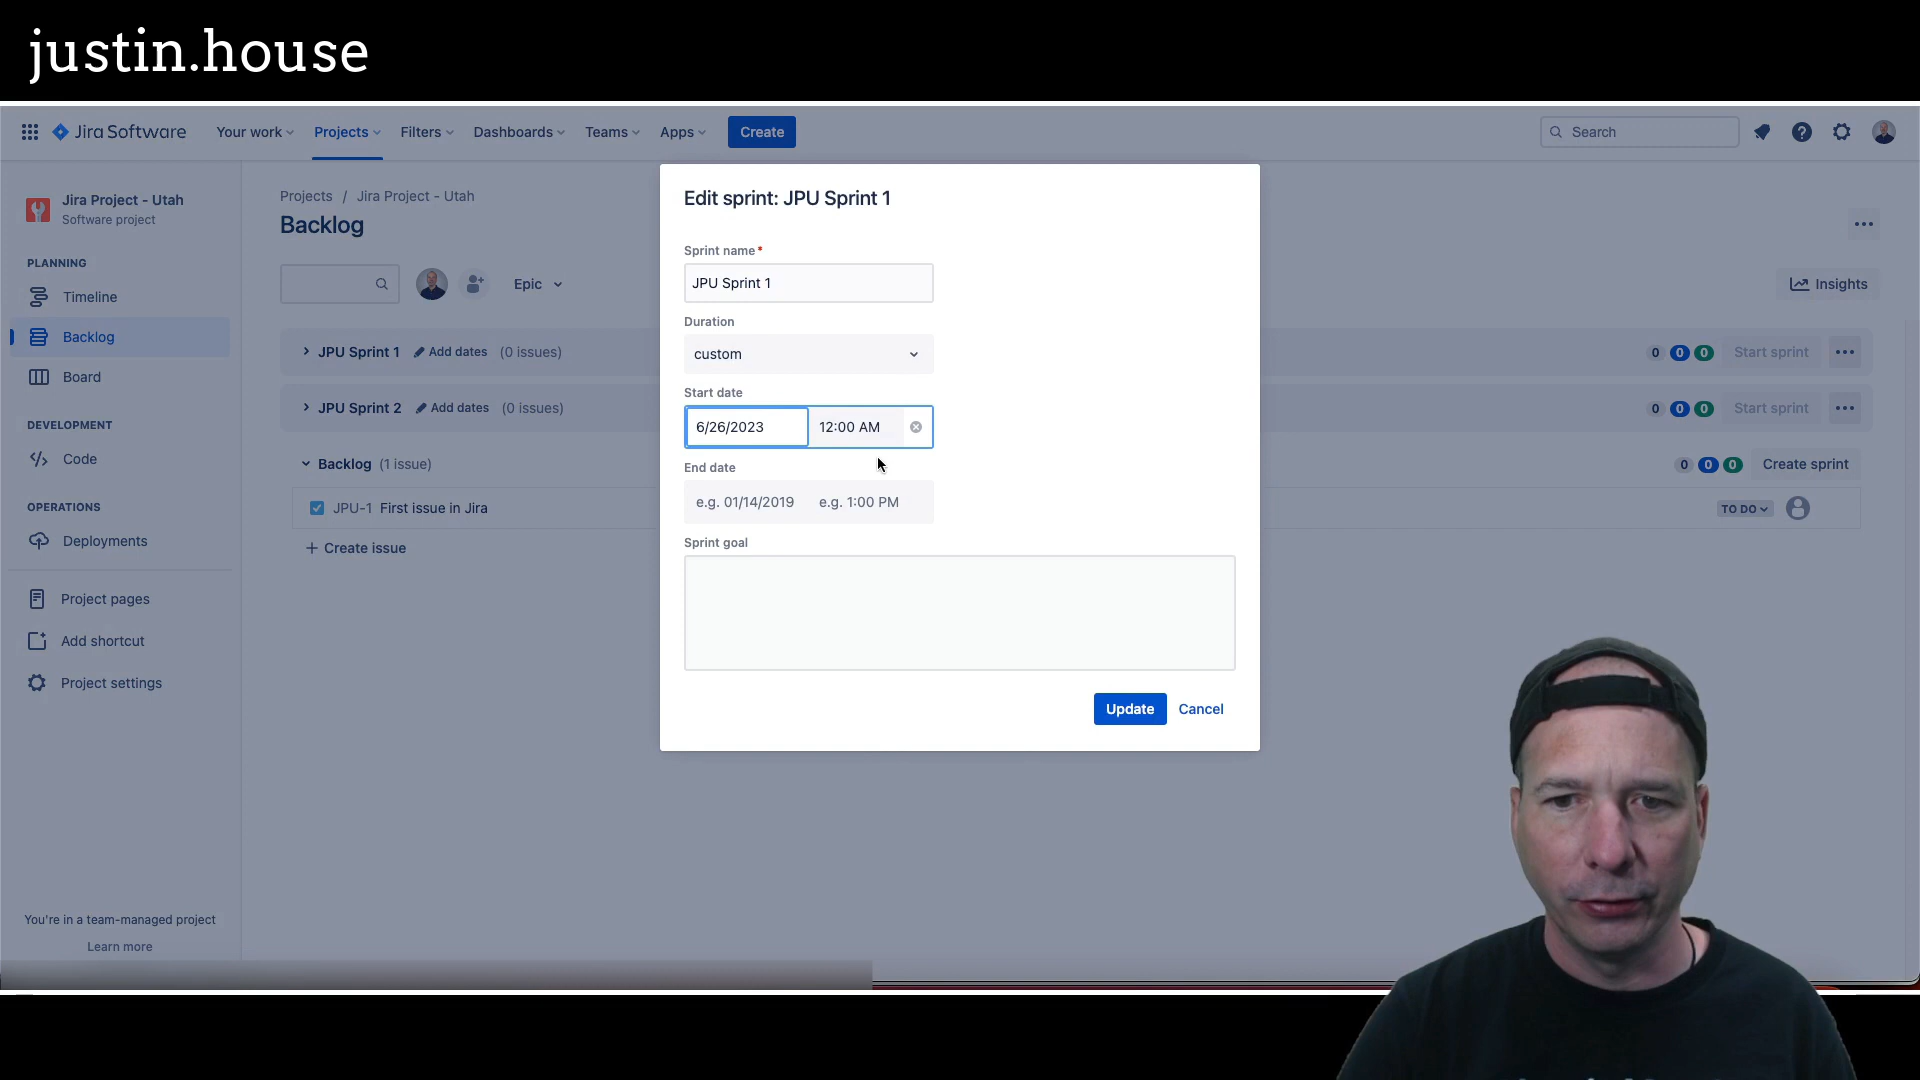 justin.house
Jira Software Your work Projects Filters Dashboards Teams Apps Create Search
Jira Project - Utah
Software project
PLANNING
Timeline
Backlog
Board
DEVELOPMENT
Code
OPERATIONS
Deployments
Project pages
Add shortcut
Project settings
You're in a team-managed project
Learn more
Projects / Jira Project - Utah
Backlog
Epic
Insights
JPU Sprint 1 Add dates (0 issues) 0 0 0 Start sprint
JPU Sprint 2 Add dates (0 issues) 0 0 0 Start sprint
Backlog (1 issue) 0 0 0 Create sprint
JPU-1 First issue in Jira TO DO
+ Create issue
Edit sprint: JPU Sprint 1
Sprint name*
JPU Sprint 1
Duration
custom
Start date
6/26/2023 12:00 AM
End date
e.g. 01/14/2019 e.g. 1:00 PM
Sprint goal
Update Cancel